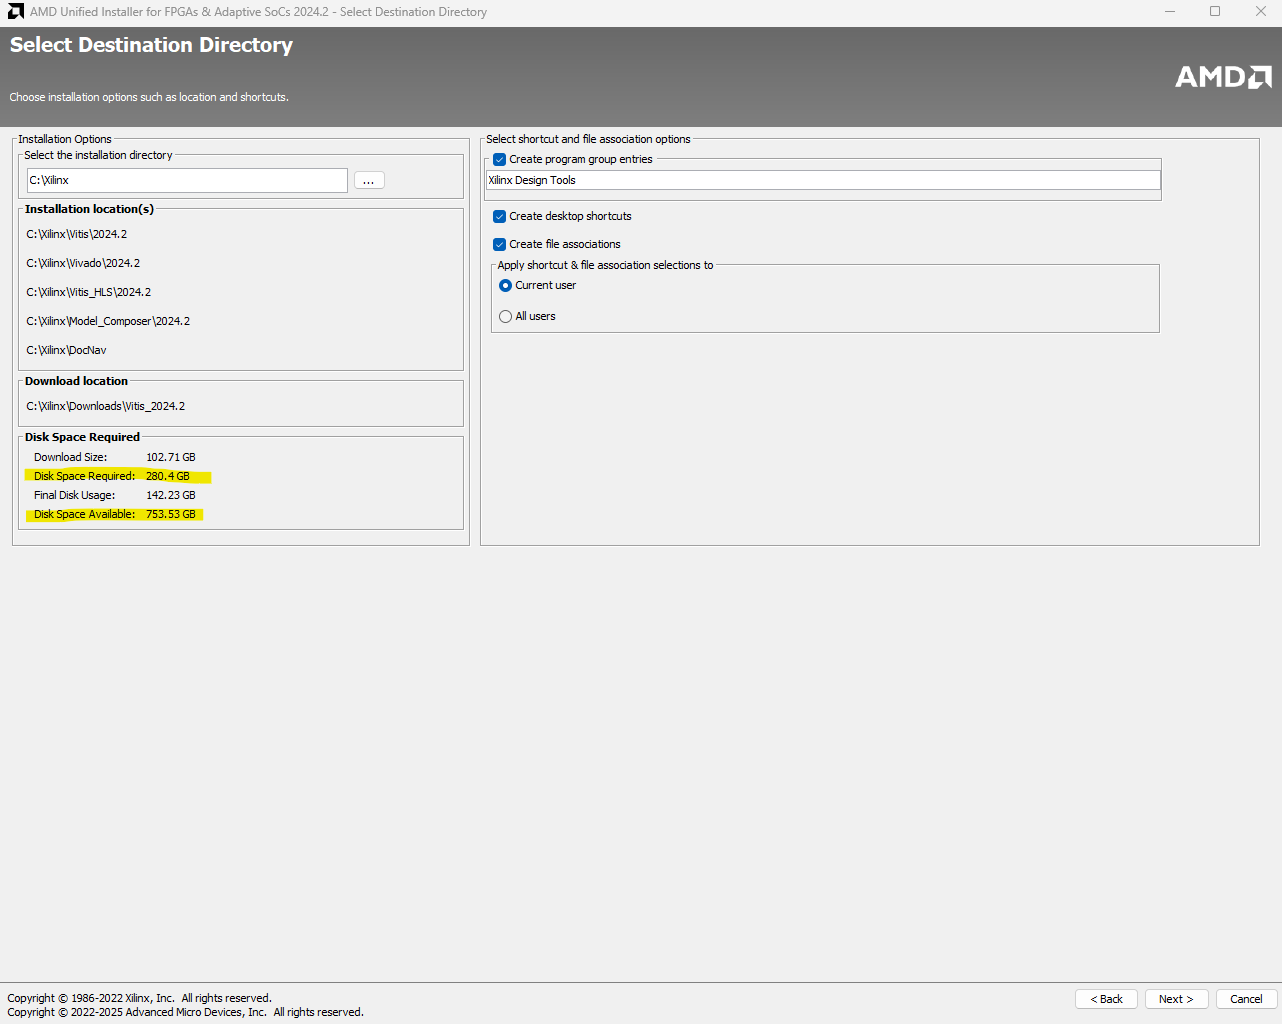 AMD Unified Installer for FPGAs & Adaptive SoCs 2024.2 - Select Destination Directory
Select Destination Directory
AMD
Choose installation options such as location and shortcuts.
Installation Options
Select the installation directory
C:\Xilinx
...
Installation location(s)
C:\Xilinx\Vitis\2024.2
C:\Xilinx\Vivado\2024.2
C:\Xilinx\Vitis_HLS\2024.2
C:\Xilinx\Model_Composer\2024.2
C:\Xilinx\DocNav
Download location
C:\Xilinx\Downloads\Vitis_2024.2
Disk Space Required
Download Size: 102.71 GB
Disk Space Required: 280.4 GB
Final Disk Usage: 142.23 GB
Disk Space Available: 753.53 GB
Select shortcut and file association options
Create program group entries
Xilinx Design Tools
Create desktop shortcuts
Create file associations
Apply shortcut & file association selections to
Current user
All users
Copyright © 1986-2022 Xilinx, Inc. All rights reserved.
Copyright © 2022-2025 Advanced Micro Devices, Inc. All rights reserved.
< Back Next > Cancel